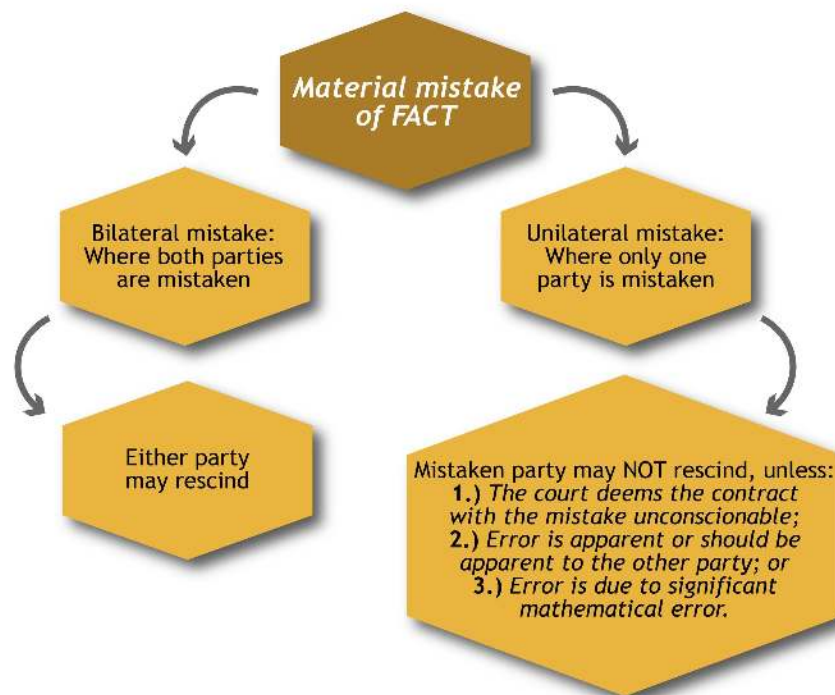 Material mistake
of FACT
Bilateral mistake:
Where both parties
are mistaken
Unilateral mistake:
Where only one
party is mistaken
Either party
may rescind
Mistaken party may NOT rescind, unless:
1.) The court deems the contract
with the mistake unconscionable;
2.) Error is apparent or should be
apparent to the other party; or
3.) Error is due to significant
mathematical error.